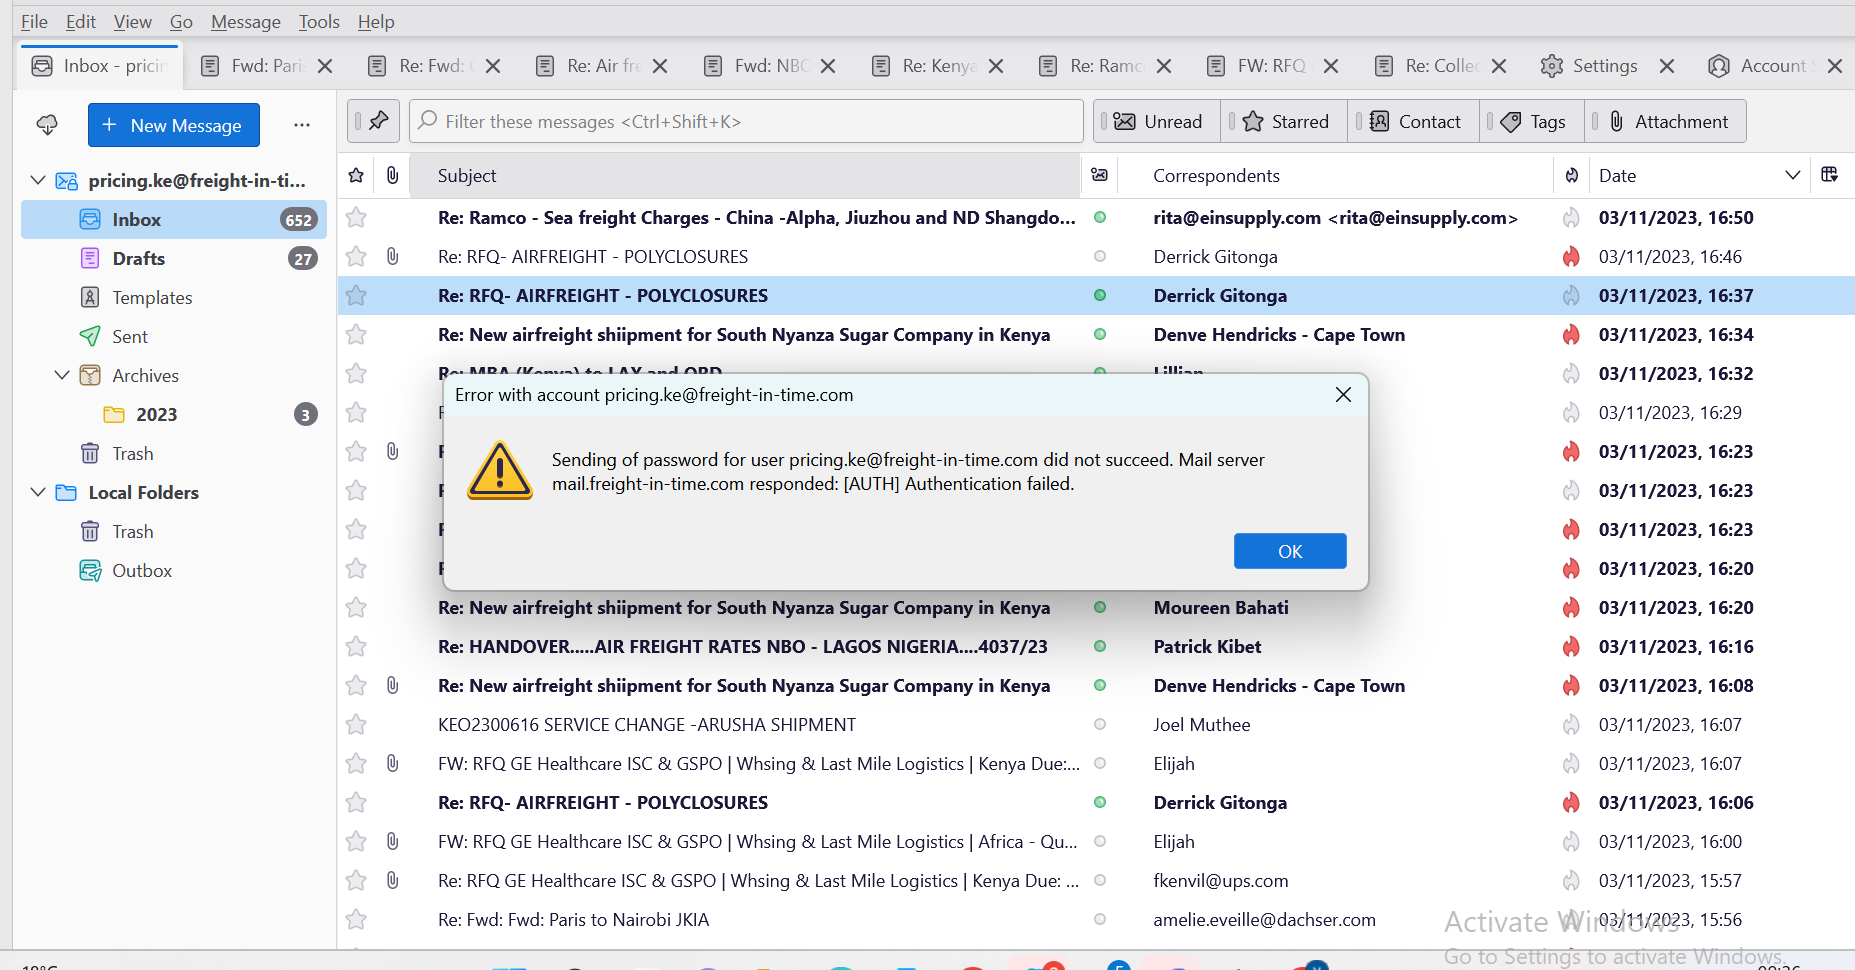 File Edit View Go Message Tools Help
Inbox - pricin Fwd: Pari Re: Fwd: Re: Air fre Fwd: NBO Re: Kenya Re: Ramc FW: RFQ Re: Collec Settings Account
+ New Message ...
Filter these messages <Ctrl+Shift+K>
Unread Starred Contact Tags Attachment
pricing.ke@freight-in-ti...
Inbox 652
Drafts 27
Templates
Sent
Archives
2023 3
Trash
Local Folders
Trash
Outbox
Subject Correspondents Date
Re: Ramco - Sea freight Charges - China -Alpha, Jiuzhou and ND Shangdo... rita@einsupply.com <rita@einsupply.com> 03/11/2023, 16:50
Re: RFQ- AIRFREIGHT - POLYCLOSURES Derrick Gitonga 03/11/2023, 16:46
Re: RFQ- AIRFREIGHT - POLYCLOSURES Derrick Gitonga 03/11/2023, 16:37
Re: New airfreight shiipment for South Nyanza Sugar Company in Kenya Denve Hendricks - Cape Town 03/11/2023, 16:34
Re: MBA (Kenya) to LAX and ORD Lillian 03/11/2023, 16:32
03/11/2023, 16:29
03/11/2023, 16:23
03/11/2023, 16:23
03/11/2023, 16:23
03/11/2023, 16:20
Error with account pricing.ke@freight-in-time.com
Sending of password for user pricing.ke@freight-in-time.com did not succeed. Mail server
mail.freight-in-time.com responded: [AUTH] Authentication failed.
OK
Re: New airfreight shiipment for South Nyanza Sugar Company in Kenya Moureen Bahati 03/11/2023, 16:20
Re: HANDOVER.....AIR FREIGHT RATES NBO - LAGOS NIGERIA....4037/23 Patrick Kibet 03/11/2023, 16:16
Re: New airfreight shiipment for South Nyanza Sugar Company in Kenya Denve Hendricks - Cape Town 03/11/2023, 16:08
KEO2300616 SERVICE CHANGE -ARUSHA SHIPMENT Joel Muthee 03/11/2023, 16:07
FW: RFQ GE Healthcare ISC & GSPO | Whsing & Last Mile Logistics | Kenya Due:... Elijah 03/11/2023, 16:07
Re: RFQ- AIRFREIGHT - POLYCLOSURES Derrick Gitonga 03/11/2023, 16:06
FW: RFQ GE Healthcare ISC & GSPO | Whsing & Last Mile Logistics | Africa - Qu... Elijah 03/11/2023, 16:00
Re: RFQ GE Healthcare ISC & GSPO | Whsing & Last Mile Logistics | Kenya Due: ... fkenvil@ups.com 03/11/2023, 15:57
Re: Fwd: Fwd: Paris to Nairobi JKIA amelie.eveille@dachser.com 03/11/2023, 15:56
Activate Windows
Go to Settings to activate Windows.